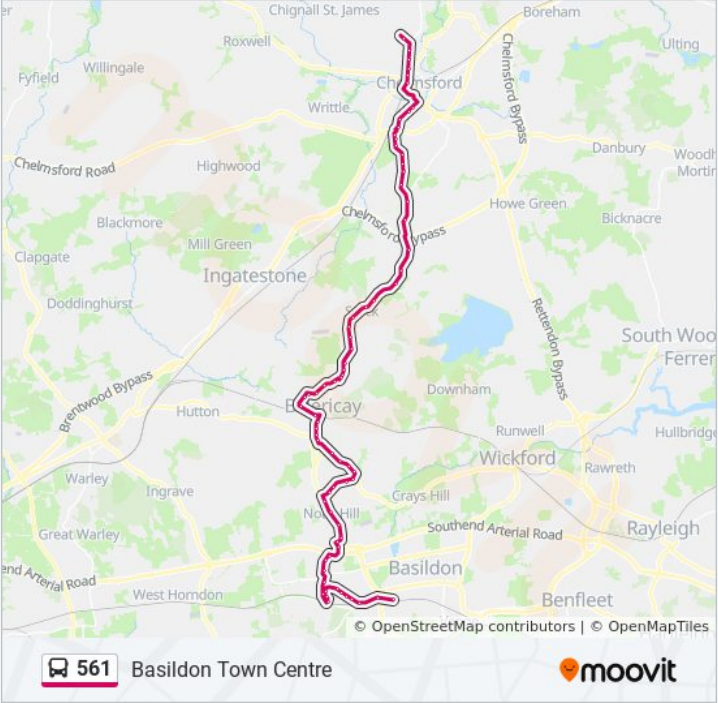 Chignall St. James
Boreham
Roxwell
Ulting
Willingale
Fyfield
Chelmsford Bypass
Writtle
Danbury
Chelmsford Road
Highwood
Howe Green
Blackmore
Chelmsford Bypass
Bicknacre
Mill Green
Clapgate
Ingatestone
Doddinghurst
Rettendon Bypass
South Woo
Ferrer
Brentwood Bypass
Downham
Hutton
Runwell
Hullbridge
Wickford
Rawreth
Warley
Ingrave
Crays Hill
Great Warley
Southend Arterial Road
Rayleigh
end Arterial Road
Basildon
West Horndon
Benfleet
© OpenStreetMap contributors | © OpenMapTiles
561 Basildon Town Centre
moovit